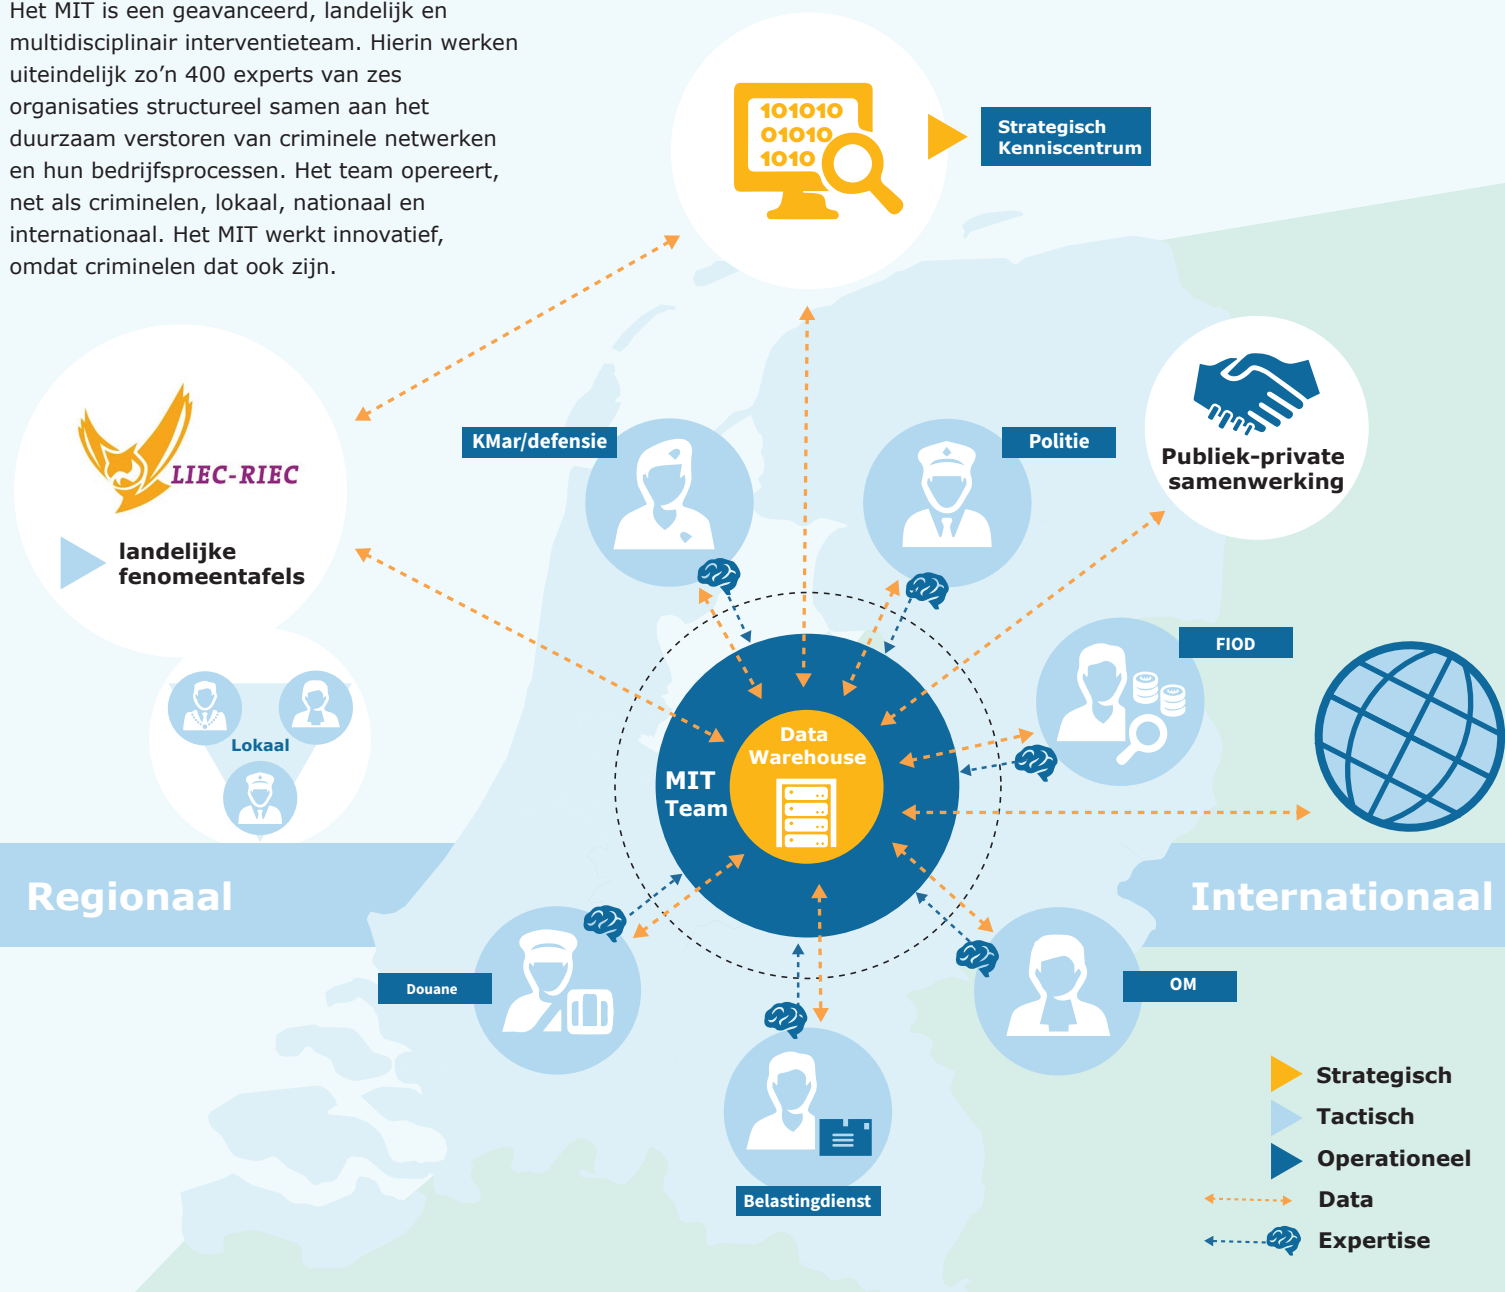 Het MIT is een geavanceerd, landelijk en
multidisciplinair interventieteam. Hierin werken
uiteindelijk zo’n 400 experts van zes
organisaties structureel samen aan het
duurzaam verstoren van criminele netwerken
en hun bedrijfsprocessen. Het team opereert,
net als criminelen, lokaal, nationaal en
internationaal. Het MIT werkt innovatief,
omdat criminelen dat ook zijn.
101010
01010
1010
Strategisch
Kenniscentrum
LIEC-RIEC
landelijke
fenomeentafels
KMar/defensie
Politie
Publiek-private
samenwerking
Lokaal
FIOD
Data
Warehouse
MIT
Team
Regionaal
Internationaal
Douane
OM
Belastingdienst
Strategisch
Tactisch
Operationeel
Data
Expertise